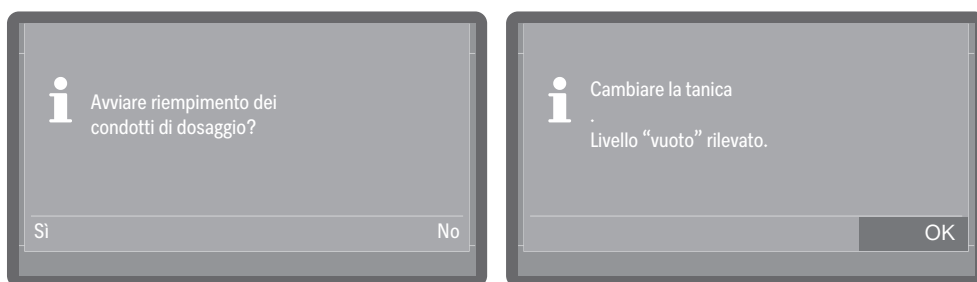 Avviare riempimento dei
condotti di dosaggio?
Sì
No
Cambiare la tanica
.
Livello “vuoto” rilevato.
OK